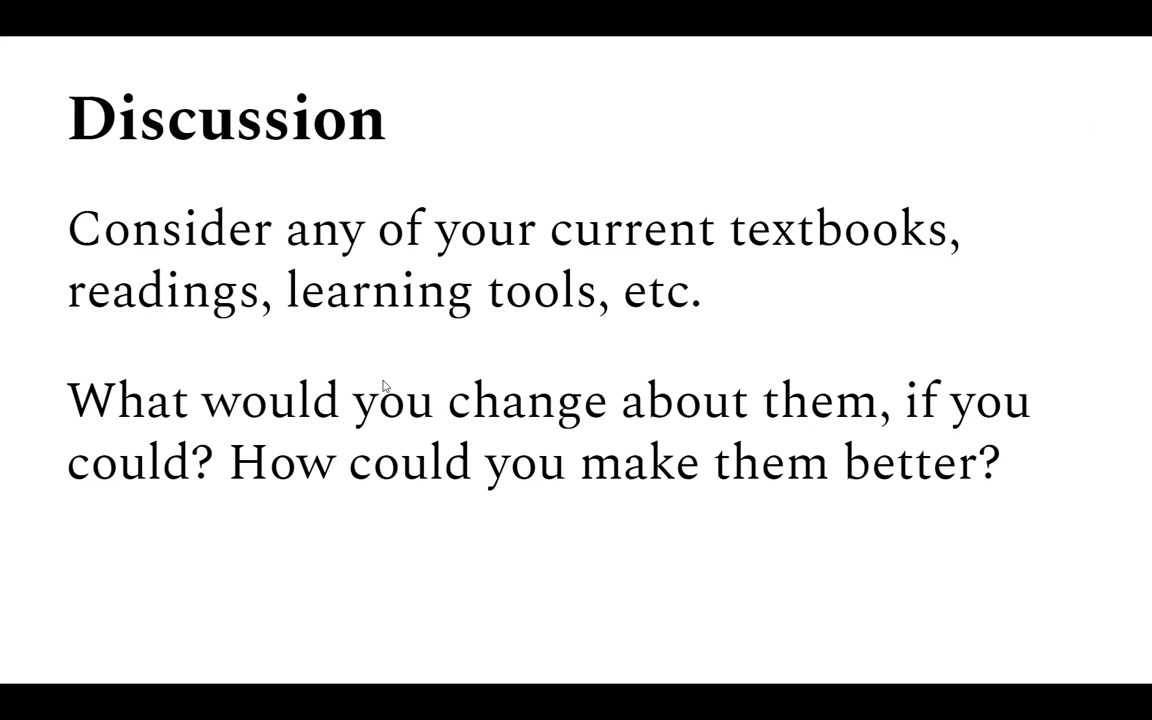 Discussion
Consider any of your current textbooks,
readings, learning tools, etc.
What would you change about them, if you
could? How could you make them better?